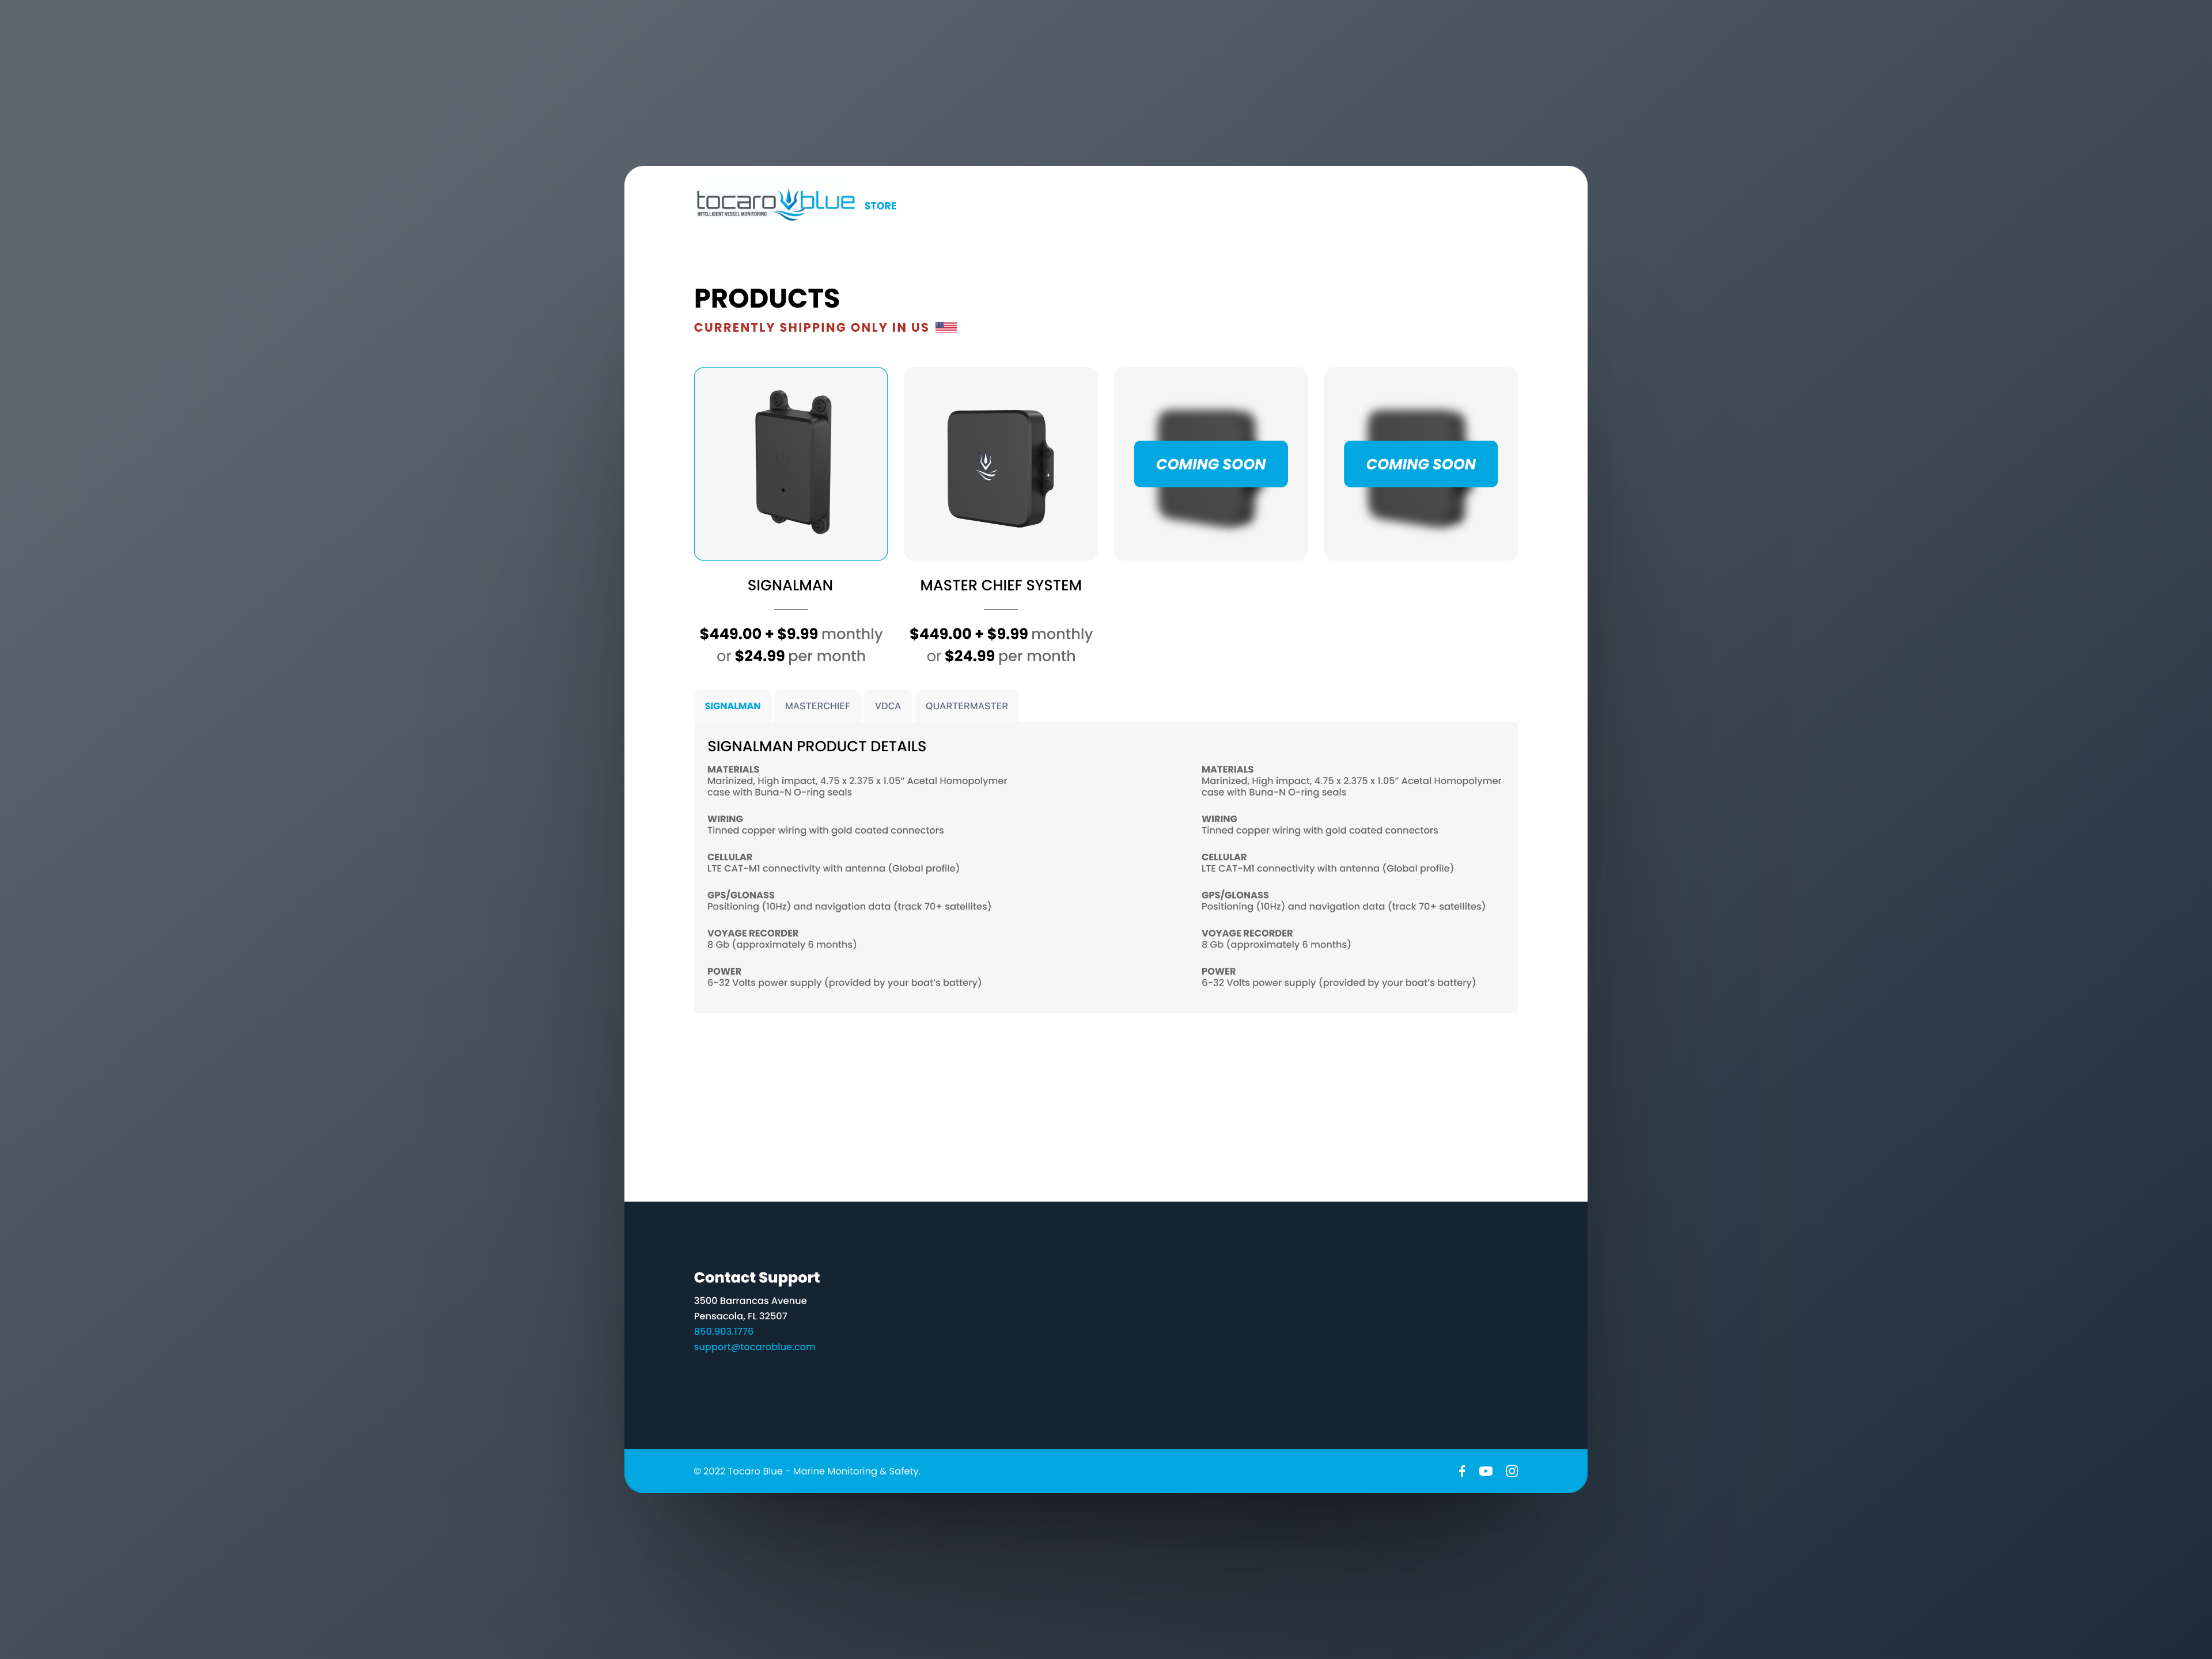 tocaro blue STORE
INTELLIGENT VESSEL MONITORING
PRODUCTS
CURRENTLY SHIPPING ONLY IN US
COMING SOON
COMING SOON
SIGNALMAN
$449.00 + $9.99 monthly
or $24.99 per month
MASTER CHIEF SYSTEM
$449.00 + $9.99 monthly
or $24.99 per month
SIGNALMAN MASTERCHIEF VDCA QUARTERMASTER
SIGNALMAN PRODUCT DETAILS
MATERIALS
Marinized, High impact, 4.75 x 2.375 x 1.05” Acetal Homopolymer
case with Buna-N O-ring seals
WIRING
Tinned copper wiring with gold coated connectors
CELLULAR
LTE CAT-M1 connectivity with antenna (Global profile)
GPS/GLONASS
Positioning (10Hz) and navigation data (track 70+ satellites)
VOYAGE RECORDER
8 Gb (approximately 6 months)
POWER
6-32 Volts power supply (provided by your boat’s battery)
MATERIALS
Marinized, High impact, 4.75 x 2.375 x 1.05” Acetal Homopolymer
case with Buna-N O-ring seals
WIRING
Tinned copper wiring with gold coated connectors
CELLULAR
LTE CAT-M1 connectivity with antenna (Global profile)
GPS/GLONASS
Positioning (10Hz) and navigation data (track 70+ satellites)
VOYAGE RECORDER
8 Gb (approximately 6 months)
POWER
6-32 Volts power supply (provided by your boat’s battery)
Contact Support
3500 Barrancas Avenue
Pensacola, FL 32507
850.903.1776
support@tocaroblue.com
© 2022 Tocaro Blue - Marine Monitoring & Safety.